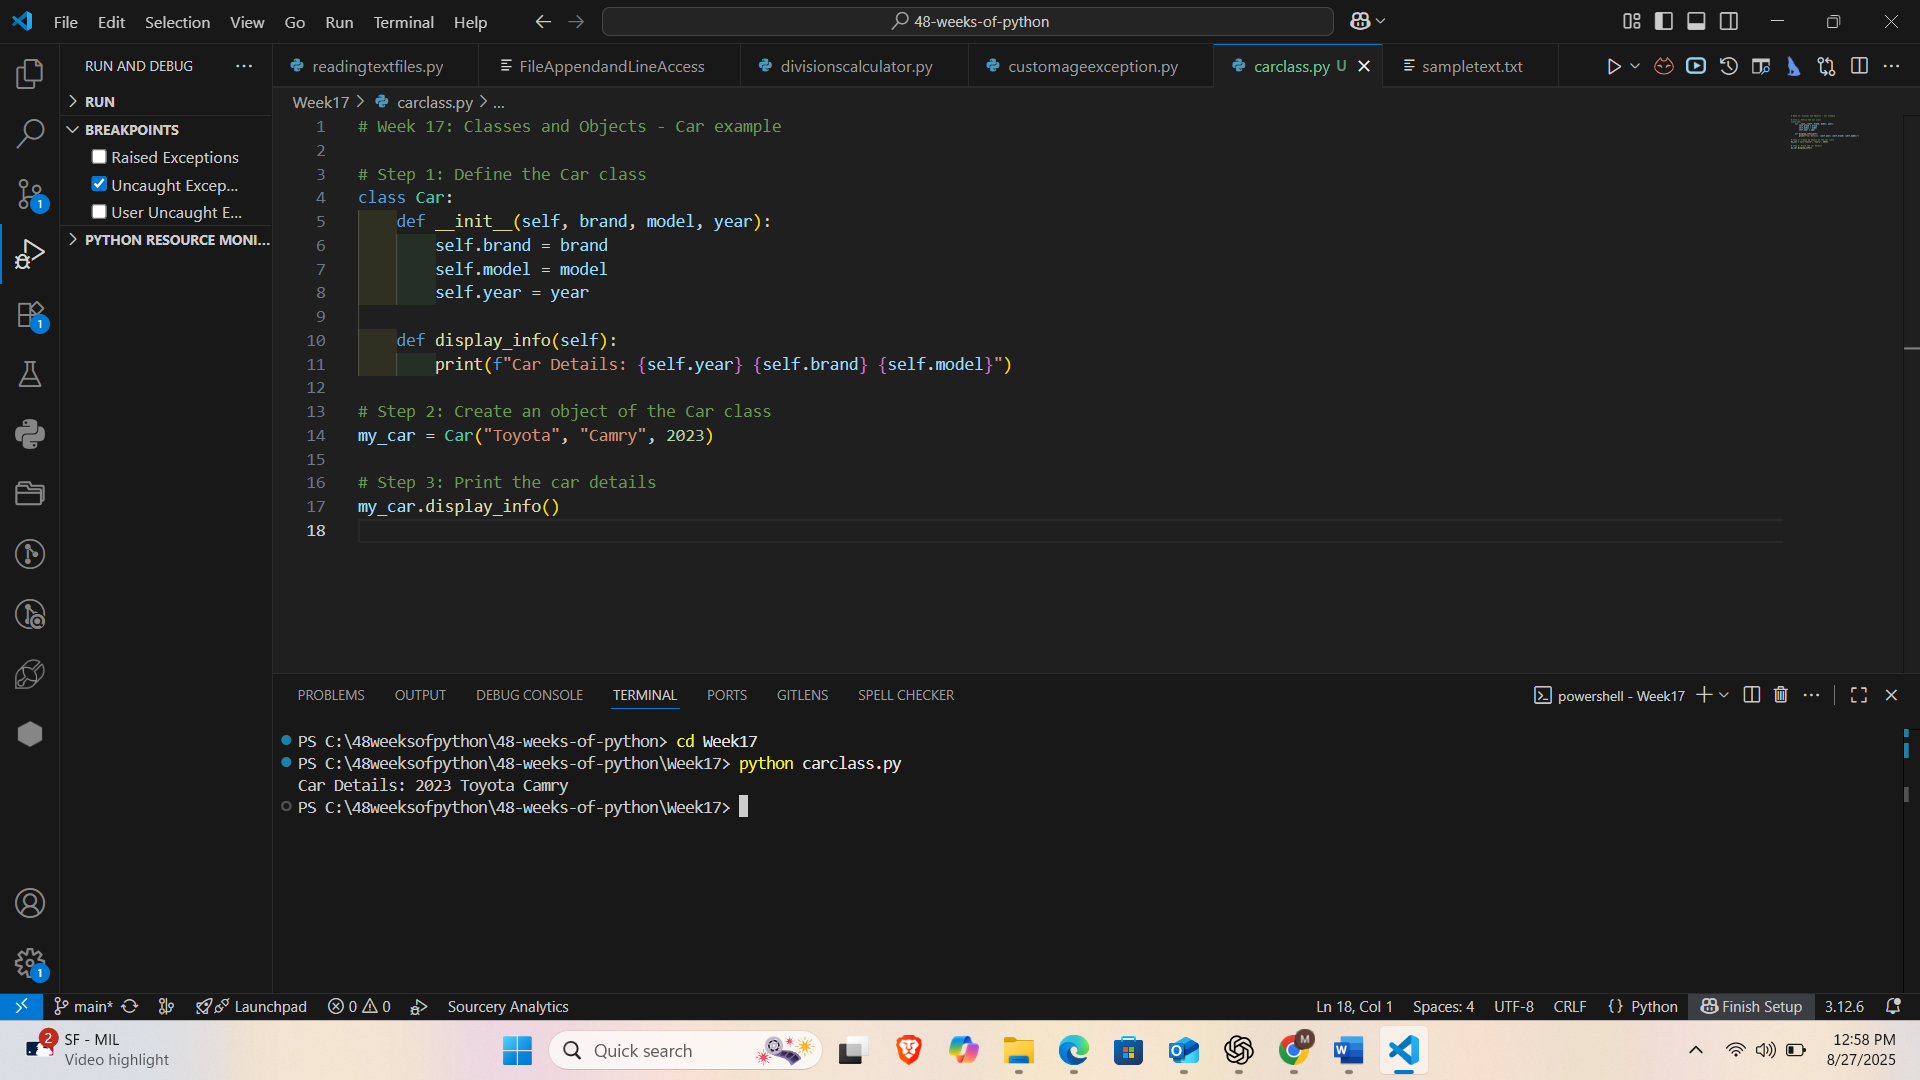 File Edit Selection View Go Run Terminal Help
48-weeks-of-python
RUN AND DEBUG
RUN
BREAKPOINTS
Raised Exceptions
Uncaught Excep...
User Uncaught E...
PYTHON RESOURCE MONI...
readingtextfiles.py FileAppendandLineAccess divisionscalculator.py customageexception.py carclass.py U sampletext.txt
Week17 > carclass.py > ...
1 # Week 17: Classes and Objects - Car example
2
3 # Step 1: Define the Car class
4 class Car:
5 def __init__(self, brand, model, year):
6 self.brand = brand
7 self.model = model
8 self.year = year
9
10 def display_info(self):
11 print(f"Car Details: {self.year} {self.brand} {self.model}")
12
13 # Step 2: Create an object of the Car class
14 my_car = Car("Toyota", "Camry", 2023)
15
16 # Step 3: Print the car details
17 my_car.display_info()
18
PROBLEMS OUTPUT DEBUG CONSOLE TERMINAL PORTS GITLENS SPELL CHECKER
powershell - Week17
PS C:\48weeksofpython\48-weeks-of-python> cd Week17
PS C:\48weeksofpython\48-weeks-of-python\Week17> python carclass.py
Car Details: 2023 Toyota Camry
PS C:\48weeksofpython\48-weeks-of-python\Week17>
1
1
1
main* Launchpad 0 0 Sourcery Analytics
Ln 18, Col 1 Spaces: 4 UTF-8 CRLF {} Python Finish Setup 3.12.6
2
SF - MIL
Video highlight
Quick search
M
12:58 PM
8/27/2025